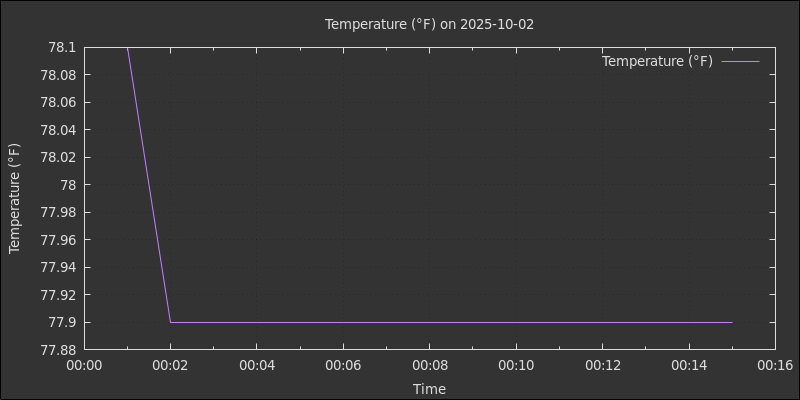 Temperature (°F) on 2025-10-02
Temperature (°F)
78.1
78.08
78.06
78.04
78.02
78
77.98
77.96
77.94
77.92
77.9
77.88
Temperature (°F)
00:00 00:02 00:04 00:06 00:08 00:10 00:12 00:14 00:16
Time